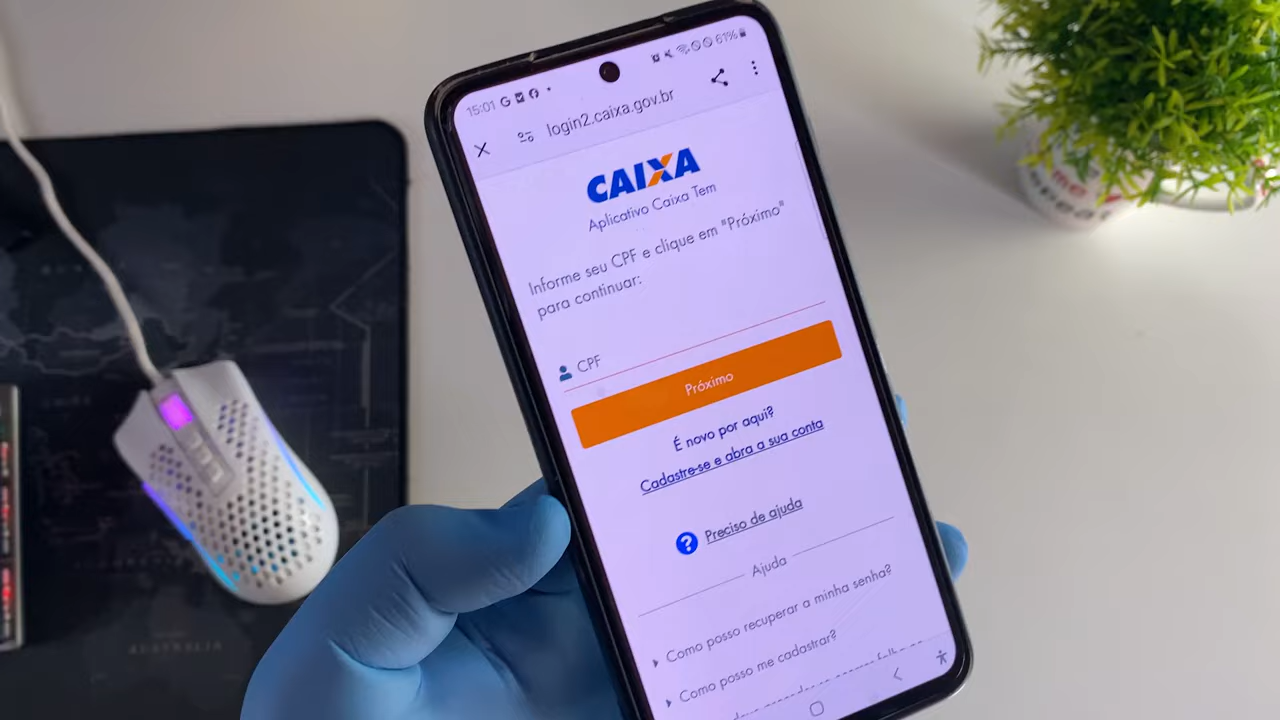 15:01
61%
login2.caixa.gov.br
CAIXA
Aplicativo Caixa Tem
Informe seu CPF e clique em "Próximo"
para continuar:
CPF
Próximo
É novo por aqui?
Cadastre-se e abra a sua conta
? Preciso de ajuda
Ajuda
Como posso recuperar a minha senha?
Como posso me cadastrar?
AUSTRALIA